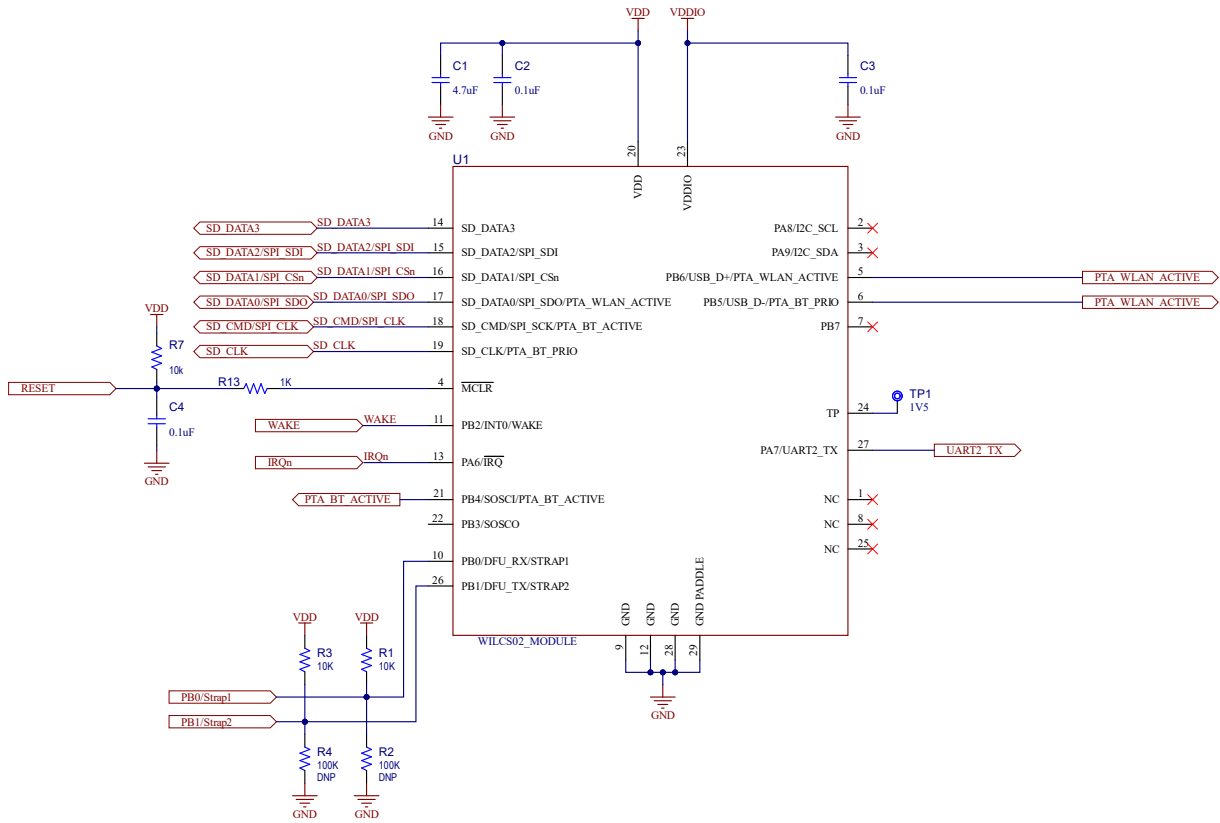 VDD
VDDIO
C1
4.7uF
C2
0.1uF
C3
0.1uF
GND
GND
GND
U1
20
VDD
23
VDDIO
SD_DATA3
SD_DATA3
14
SD_DATA3
SD_DATA2/SPI_SDI
SD_DATA2/SPI_SDI
15
SD_DATA2/SPI_SDI
SD_DATA1/SPI_CSn
SD_DATA1/SPI_CSn
16
SD_DATA1/SPI_CSn
SD_DATA0/SPI_SDO
SD_DATA0/SPI_SDO
17
SD_DATA0/SPI_SDO/PTA_WLAN_ACTIVE
SD_CMD/SPI_CLK
SD_CMD/SPI_CLK
18
SD_CMD/SPI_SCK/PTA_BT_ACTIVE
SD_CLK
SD_CLK
19
SD_CLK/PTA_BT_PRIO
VDD
R7
10k
RESET
R13
1K
4
MCLR
C4
0.1uF
GND
WAKE
WAKE
11
PB2/INT0/WAKE
IRQn
IRQn
13
PA6/IRQ
PTA_BT_ACTIVE
21
PB4/SOSCI/PTA_BT_ACTIVE
22
PB3/SOSCO
10
PB0/DFU_RX/STRAP1
26
PB1/DFU_TX/STRAP2
PA8/I2C_SCL
2
PA9/I2C_SDA
3
PB6/USB_D+/PTA_WLAN_ACTIVE
5
PTA_WLAN_ACTIVE
PB5/USB_D-/PTA_BT_PRIO
6
PTA_WLAN_ACTIVE
PB7
7
TP
24
TP1
1V5
PA7/UART2_TX
27
UART2_TX
NC
1
NC
8
NC
25
GND
GND
GND
GND PADDLE
9
12
28
29
WILCS02_MODULE
GND
VDD
VDD
R3
10K
R1
10K
PB0/Strap1
PB1/Strap2
R4
100K
DNP
R2
100K
DNP
GND
GND